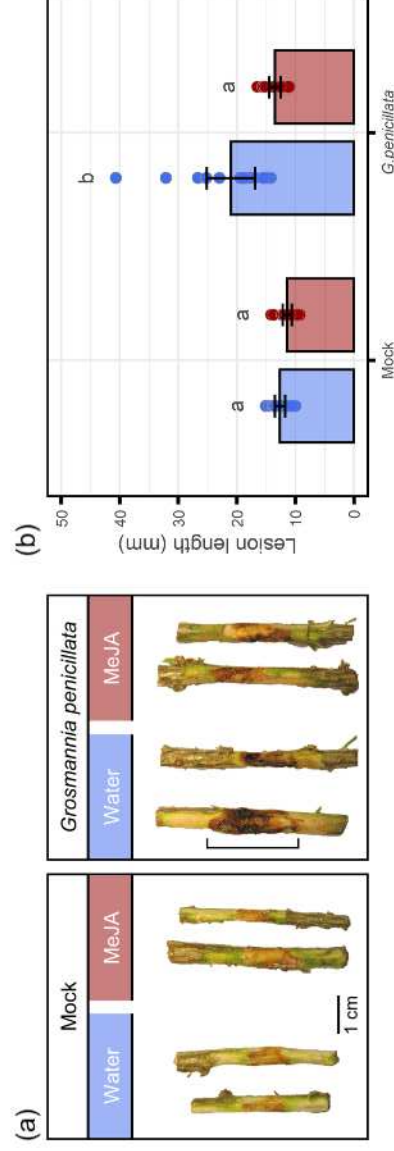 (a)
Mock
Water MeJA
1 cm
Grosmannia penicillata
Water MeJA
(b)
Lesion length (mm)
50
40
30
20
10
0
a
a
b
a
Mock
G.penicillata